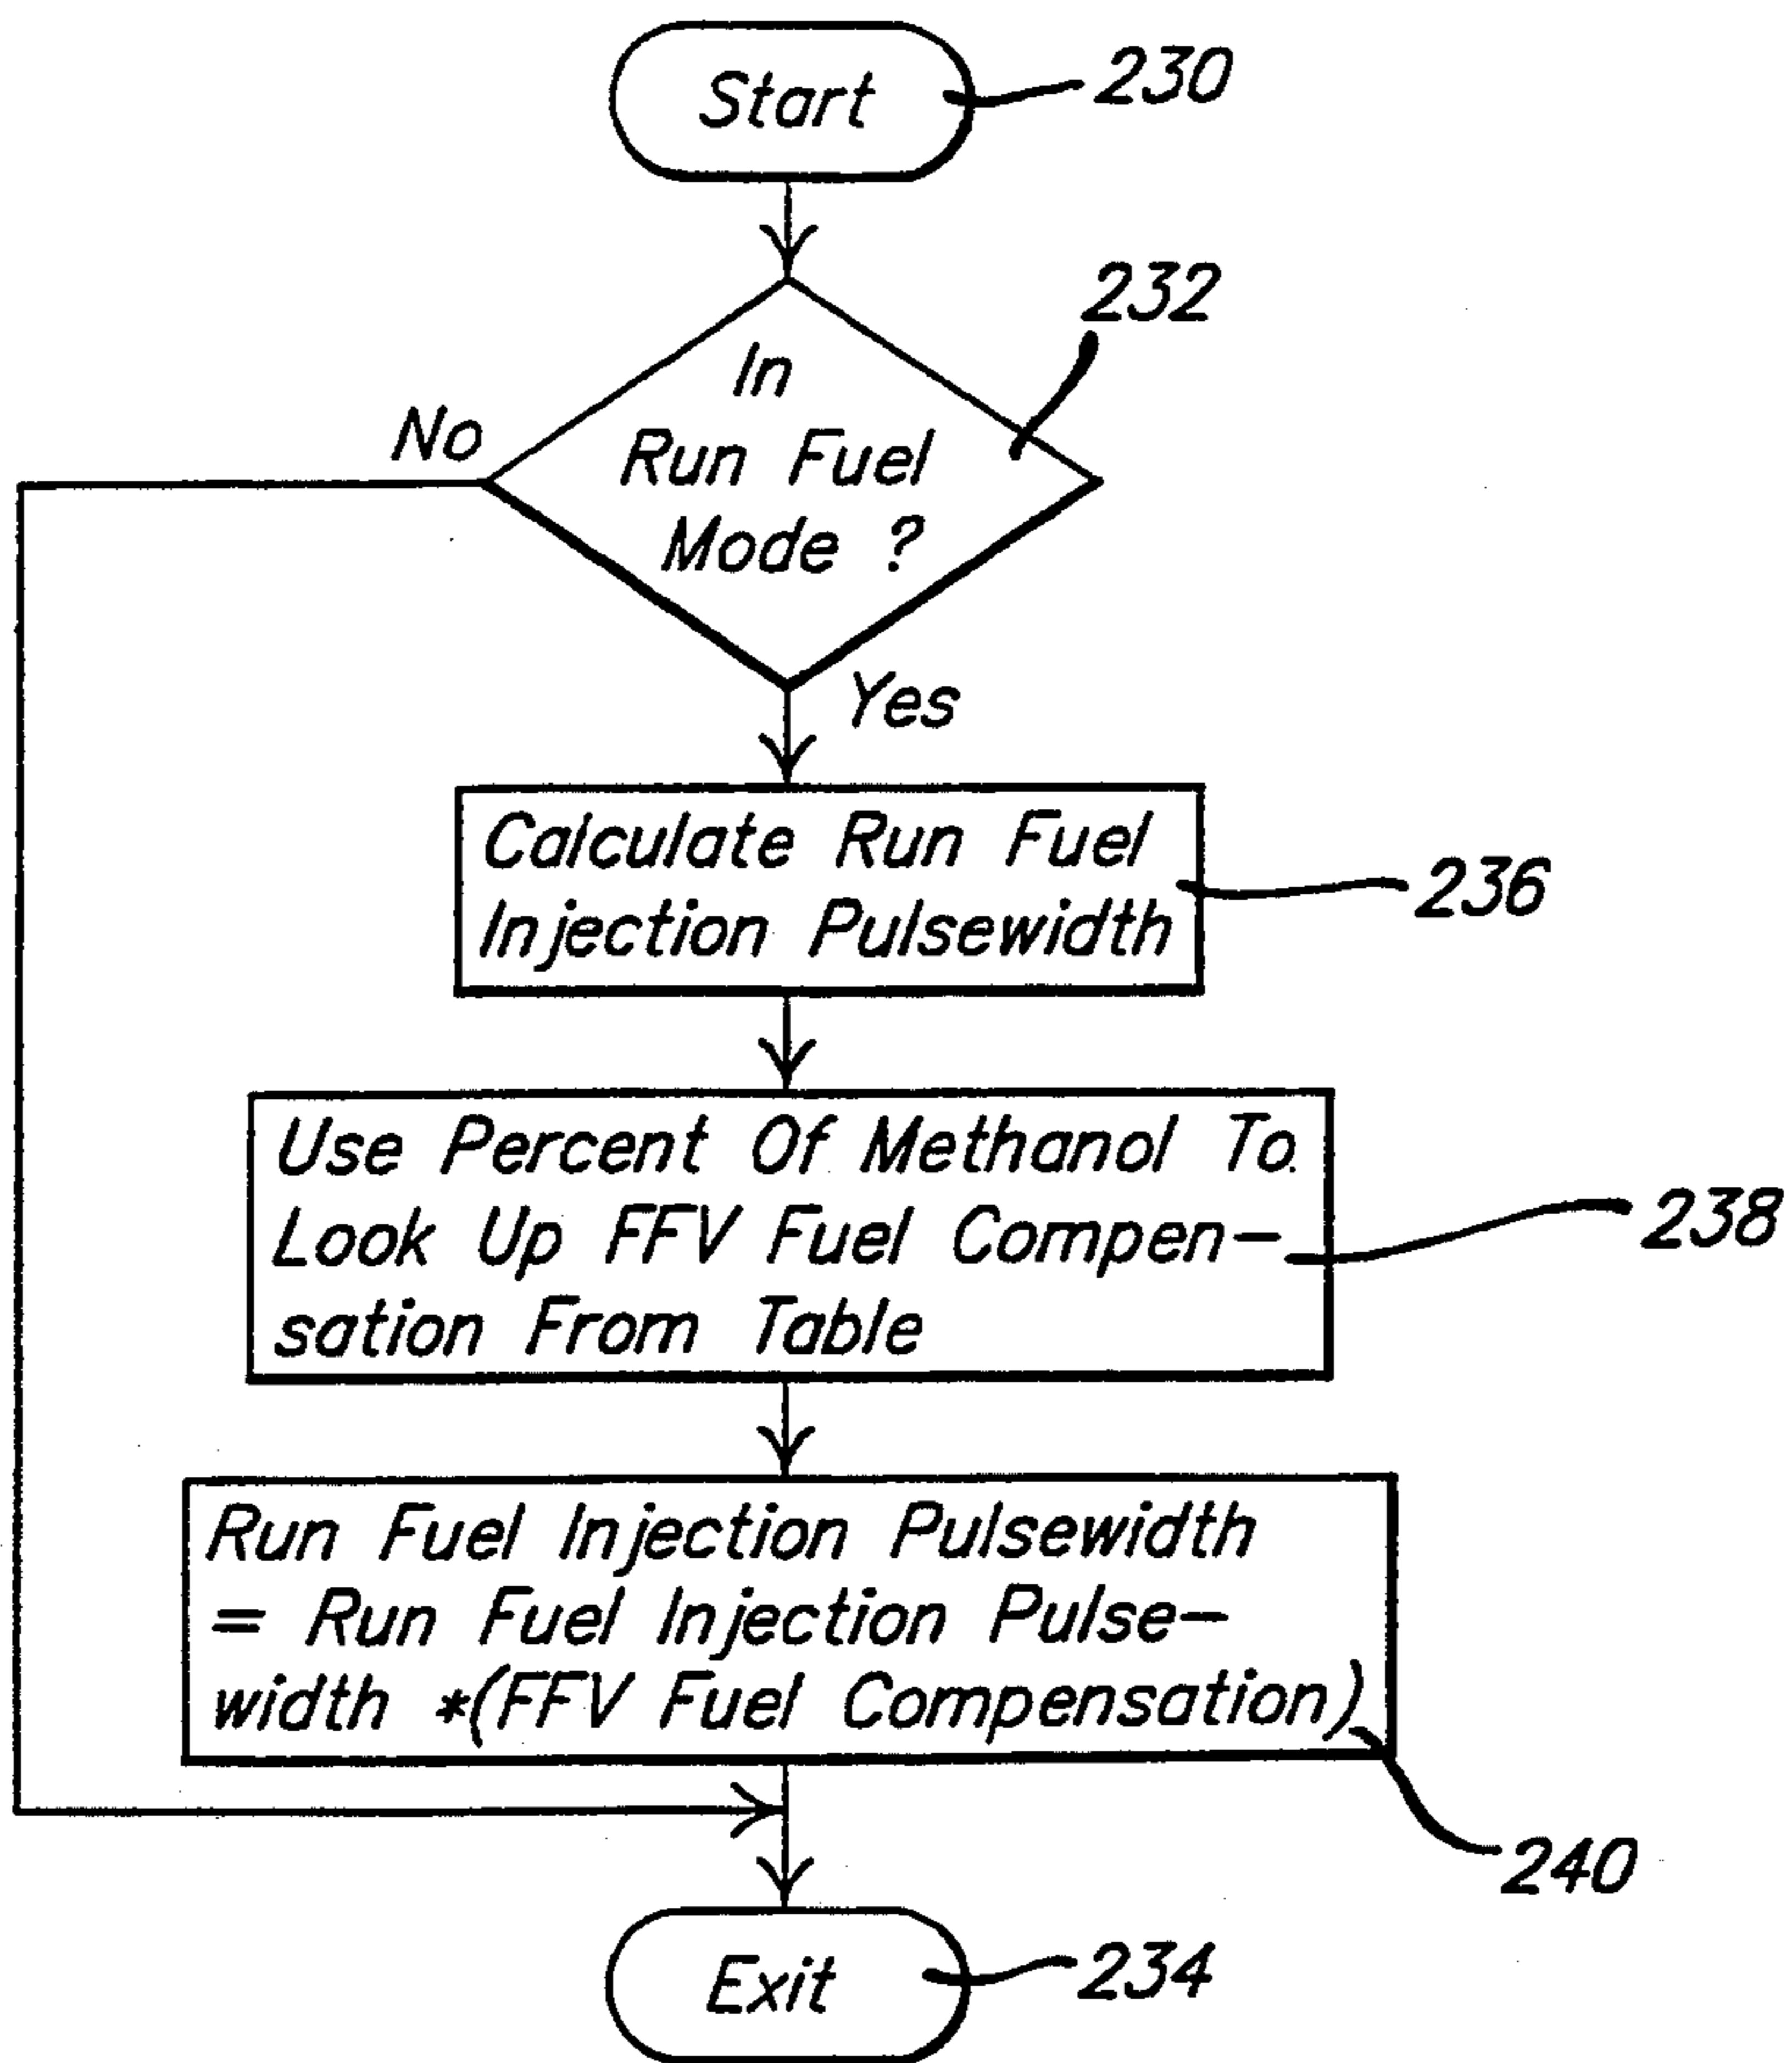 Start
230
232
In
Run Fuel
Mode ?
No
Yes
Calculate Run Fuel
Injection Pulsewidth
236
Use Percent Of Methanol To
Look Up FFV Fuel Compen-
sation From Table
238
Run Fuel Injection Pulsewidth
= Run Fuel Injection Pulse-
width *(FFV Fuel Compensation)
240
Exit
234